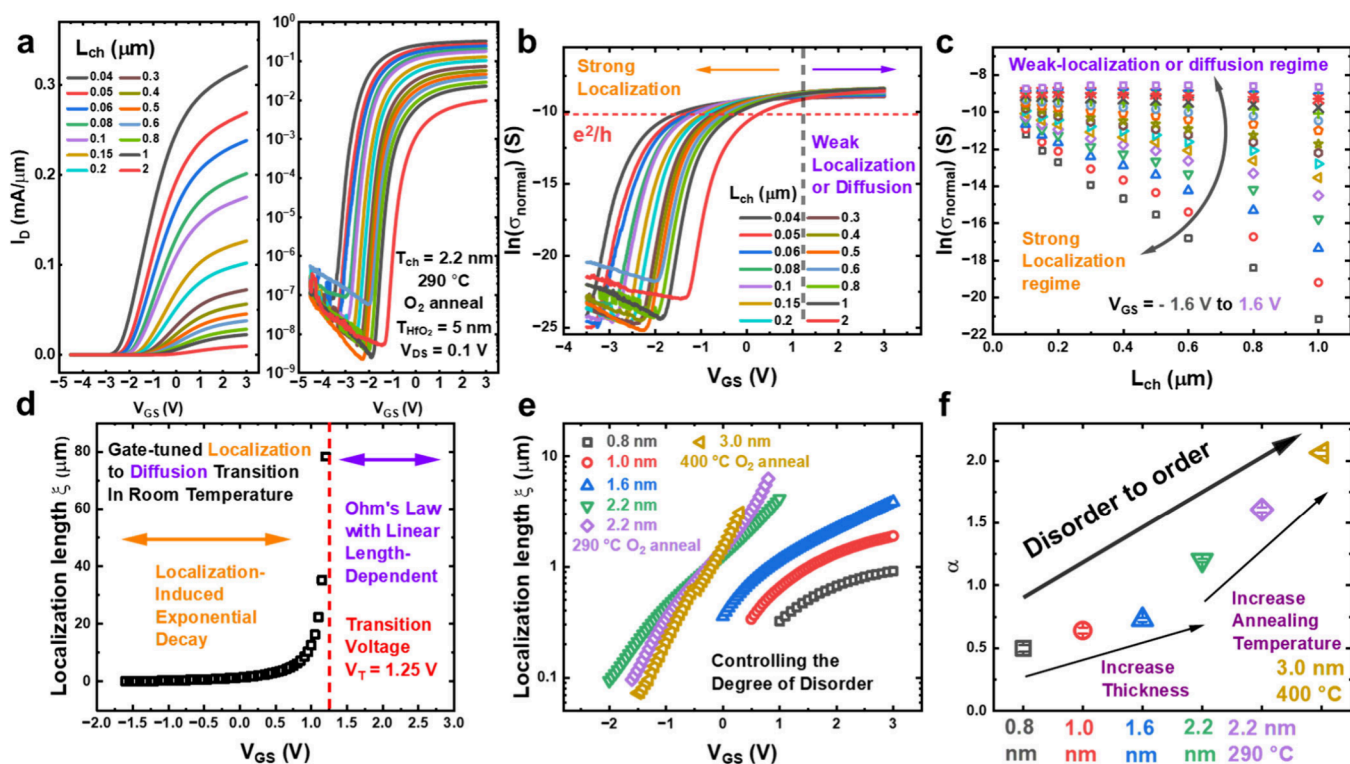 a
L_ch (μm)
0.04 0.3
0.05 0.4
0.06 0.5
0.08 0.6
0.1 0.8
0.15 1
0.2 2
I_D (mA/μm)
0.3
0.2
0.1
0.0
−5 −4 −3 −2 −1 0 1 2 3
V_GS (V)
10^0
10^-1
10^-2
10^-3
10^-4
10^-5
10^-6
10^-7
10^-8
10^-9
T_ch = 2.2 nm
290 °C
O_2 anneal
T_HfO_2 = 5 nm
V_DS = 0.1 V
−5 −4 −3 −2 −1 0 1 2 3
V_GS (V)
b
Strong
Localization
e^2/h
Weak
Localization
or Diffusion
L_ch (μm)
0.04 0.3
0.05 0.4
0.06 0.5
0.08 0.6
0.1 0.8
0.15 1
0.2 2
ln(σ_normal) (S)
−5
−10
−15
−20
−25
−4 −3 −2 −1 0 1 2 3 4
V_GS (V)
c
Weak-localization or diffusion regime
Strong
Localization
regime
V_GS = - 1.6 V to 1.6 V
ln(σ_normal) (S)
−8
−10
−12
−14
−16
−18
−20
−22
0.0 0.2 0.4 0.6 0.8 1.0
L_ch (μm)
d
Gate-tuned Localization
to Diffusion Transition
In Room Temperature
Localization-
Induced
Exponential
Decay
Ohm's Law
with Linear
Length-
Dependent
Transition
Voltage
V_T = 1.25 V
Localization length ξ (μm)
80
60
40
20
0
−2.0 −1.5 −1.0 −0.5 0.0 0.5 1.0 1.5 2.0 2.5 3.0
V_GS (V)
e
0.8 nm 3.0 nm
1.0 nm 400 °C O_2 anneal
1.6 nm
2.2 nm
2.2 nm
290 °C O_2 anneal
Controlling the
Degree of Disorder
Localization length ξ (μm)
10
1
0.1
−2 −1 0 1 2 3
V_GS (V)
f
Disorder to order
Increase
Annealing
Temperature
Increase
Thickness
3.0 nm
400 °C
α
2.0
1.5
1.0
0.5
0.0
0.8 1.0 1.6 2.2 2.2 nm
nm nm nm nm 290 °C